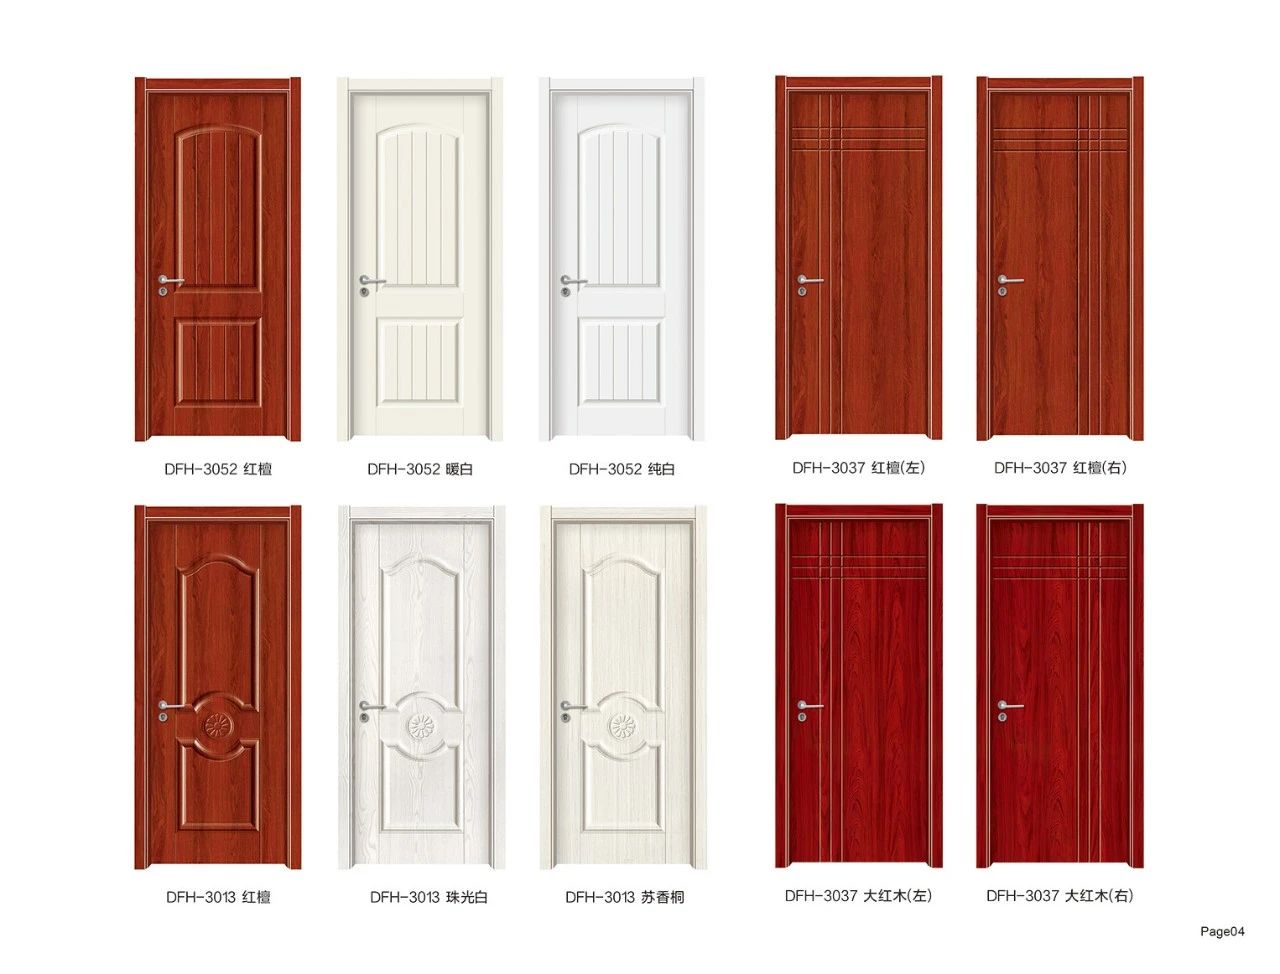 DFH-3052 红檀
DFH-3052 暖白
DFH-3052 纯白
DFH-3037 红檀(左)
DFH-3037 红檀(右)
DFH-3013 红檀
DFH-3013 珠光白
DFH-3013 苏香桐
DFH-3037 大红木(左)
DFH-3037 大红木(右)
Page04